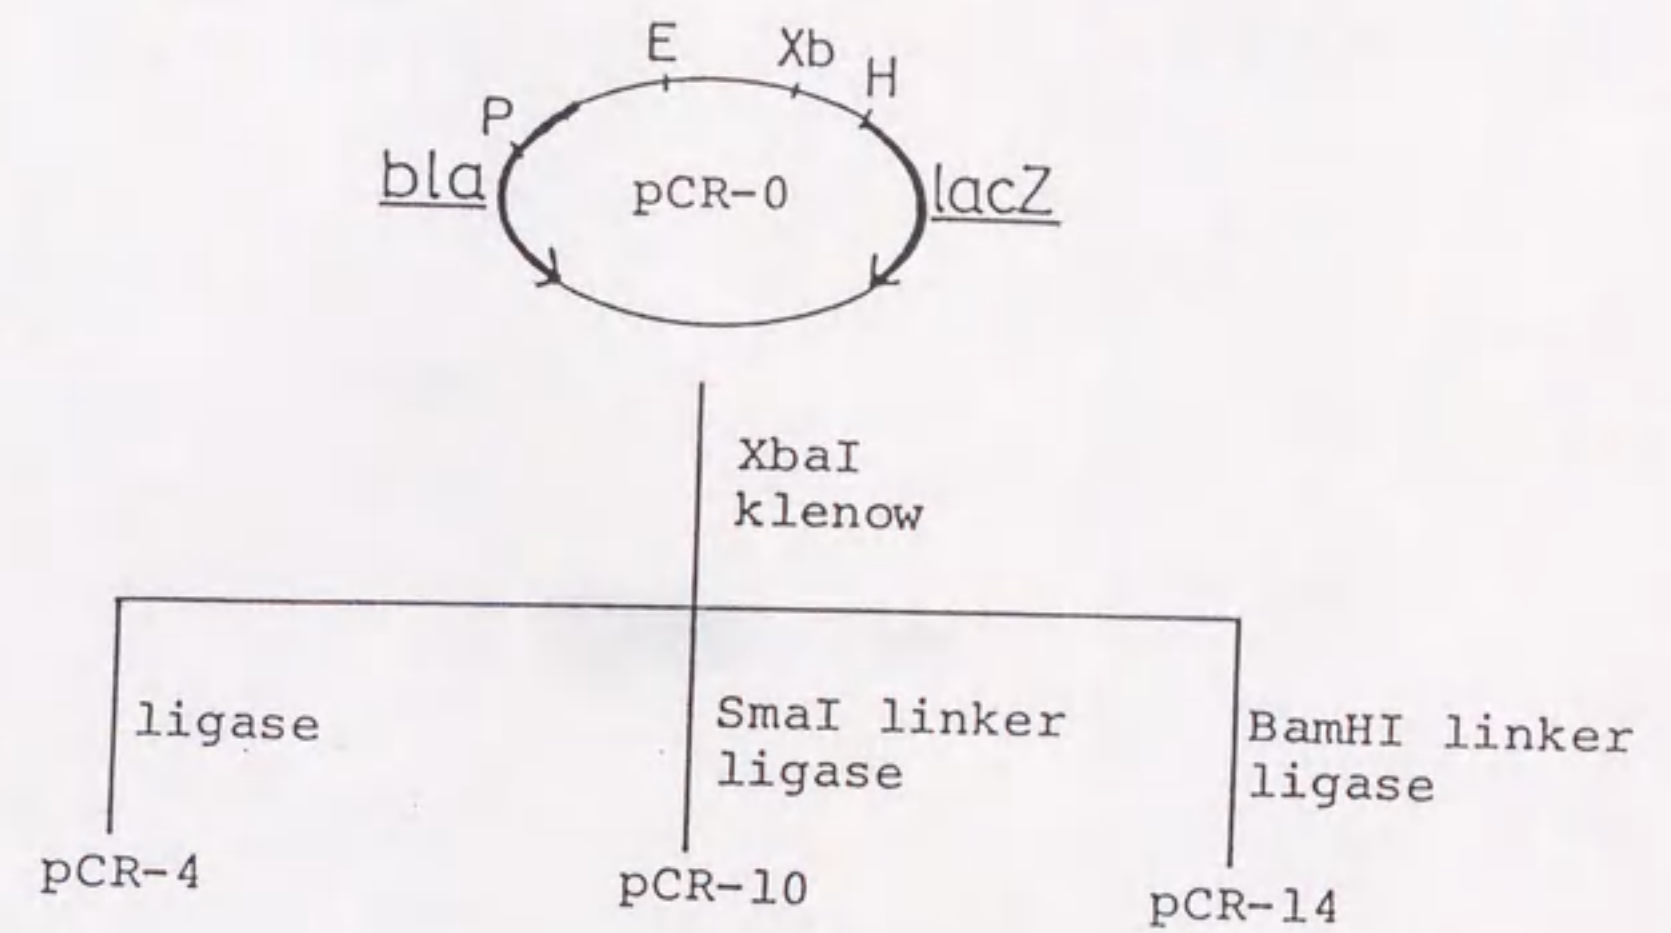 E
Xb
H
P
bla
pCR-0
lacZ
XbaI
klenow
ligase
SmaI linker
ligase
BamHI linker
ligase
pCR-4
pCR-10
pCR-14